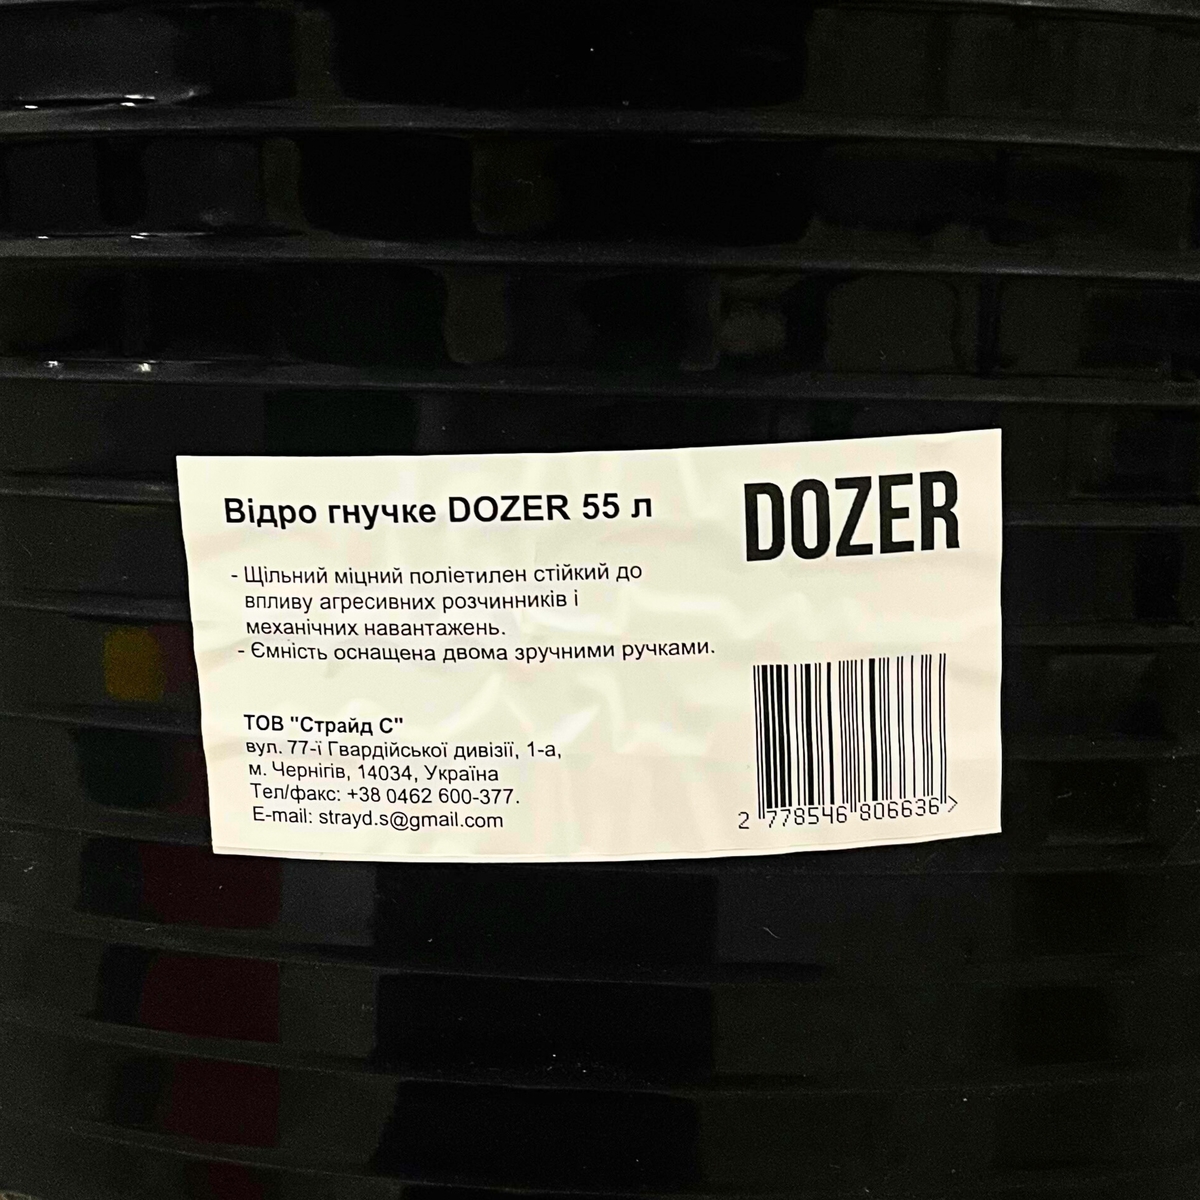 Відро гнучке DOZER 55 л
DOZER
- Щільний міцний поліетилен стійкий до
впливу агресивних розчинників і
механічних навантажень.
- Ємність оснащена двома зручними ручками.
ТОВ "Страйд С"
вул. 77-ї Гвардійської дивізії, 1-а,
м. Чернігів, 14034, Україна
Тел/факс: +38 0462 600-377.
E-mail: strayd.s@gmail.com
2 778546 806636 >